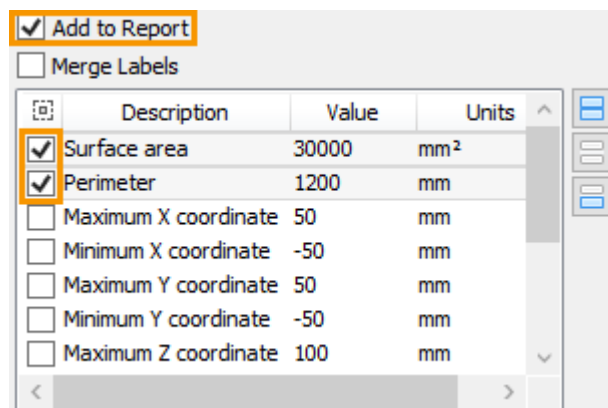 Add to Report
Merge Labels
Description Value Units
Surface area 30000 mm²
Perimeter 1200 mm
Maximum X coordinate 50 mm
Minimum X coordinate -50 mm
Maximum Y coordinate 50 mm
Minimum Y coordinate -50 mm
Maximum Z coordinate 100 mm